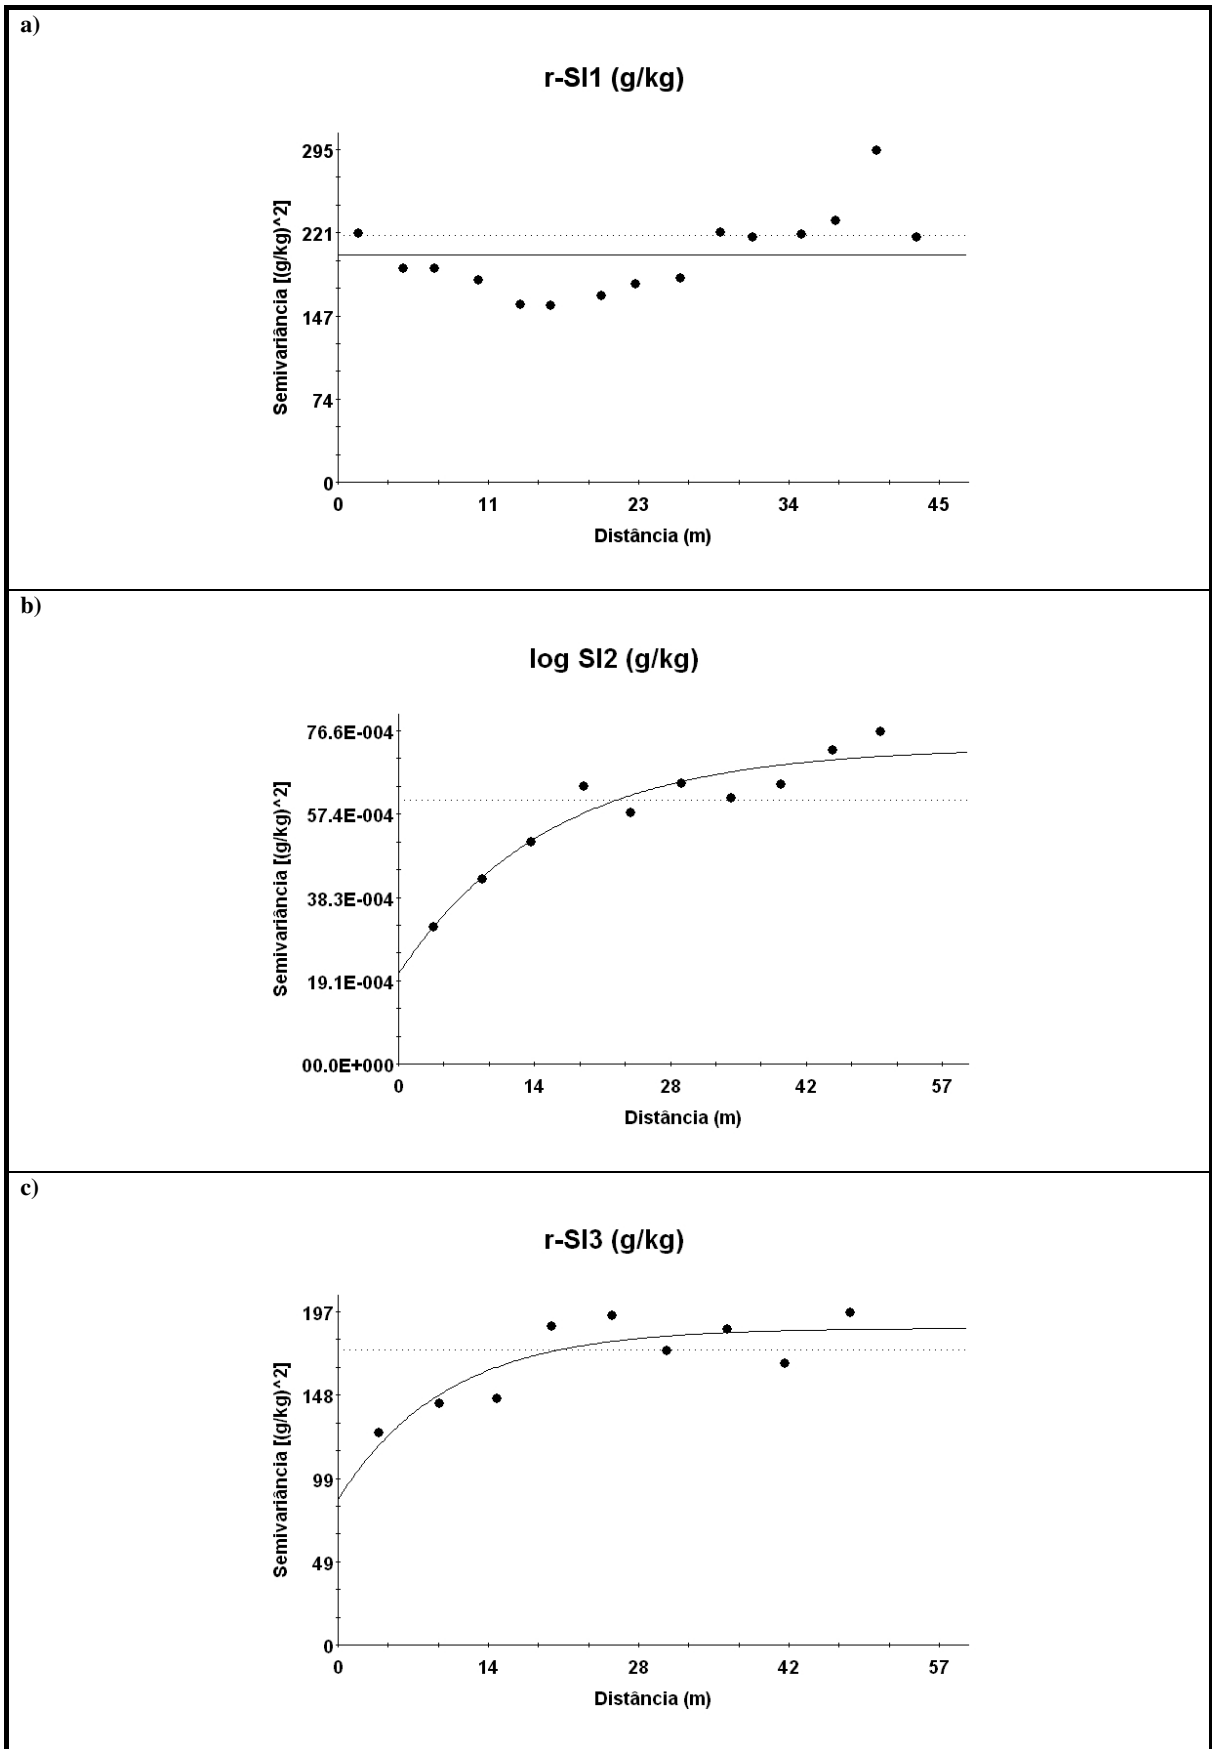 a)
r-SI1 (g/kg)
Semivariância [(g/kg)^2]
295
221
147
74
0
0 11 23 34 45
Distância (m)
b)
log SI2 (g/kg)
Semivariância [(g/kg)^2]
76.6E-004
57.4E-004
38.3E-004
19.1E-004
00.0E+000
0 14 28 42 57
Distância (m)
c)
r-SI3 (g/kg)
Semivariância [(g/kg)^2]
197
148
99
49
0
0 14 28 42 57
Distância (m)